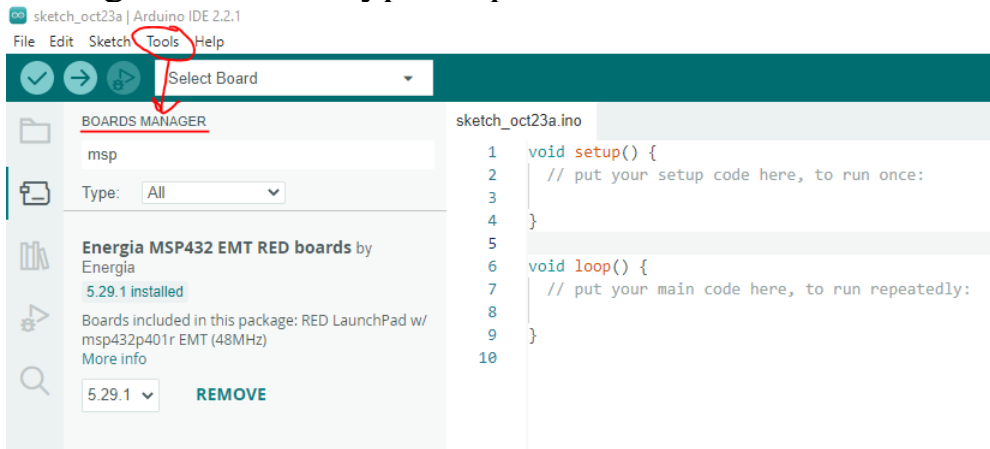 sketch_oct23a | Arduino IDE 2.2.1
File Edit Sketch Tools Help
Select Board
BOARDS MANAGER
msp
Type: All
Energia MSP432 EMT RED boards by
Energia
5.29.1 installed
Boards included in this package: RED LaunchPad w/
msp432p401r EMT (48MHz)
More info
5.29.1 REMOVE
sketch_oct23a.ino
1 void setup() {
2 // put your setup code here, to run once:
3
4 }
5
6 void loop() {
7 // put your main code here, to run repeatedly:
8
9 }
10